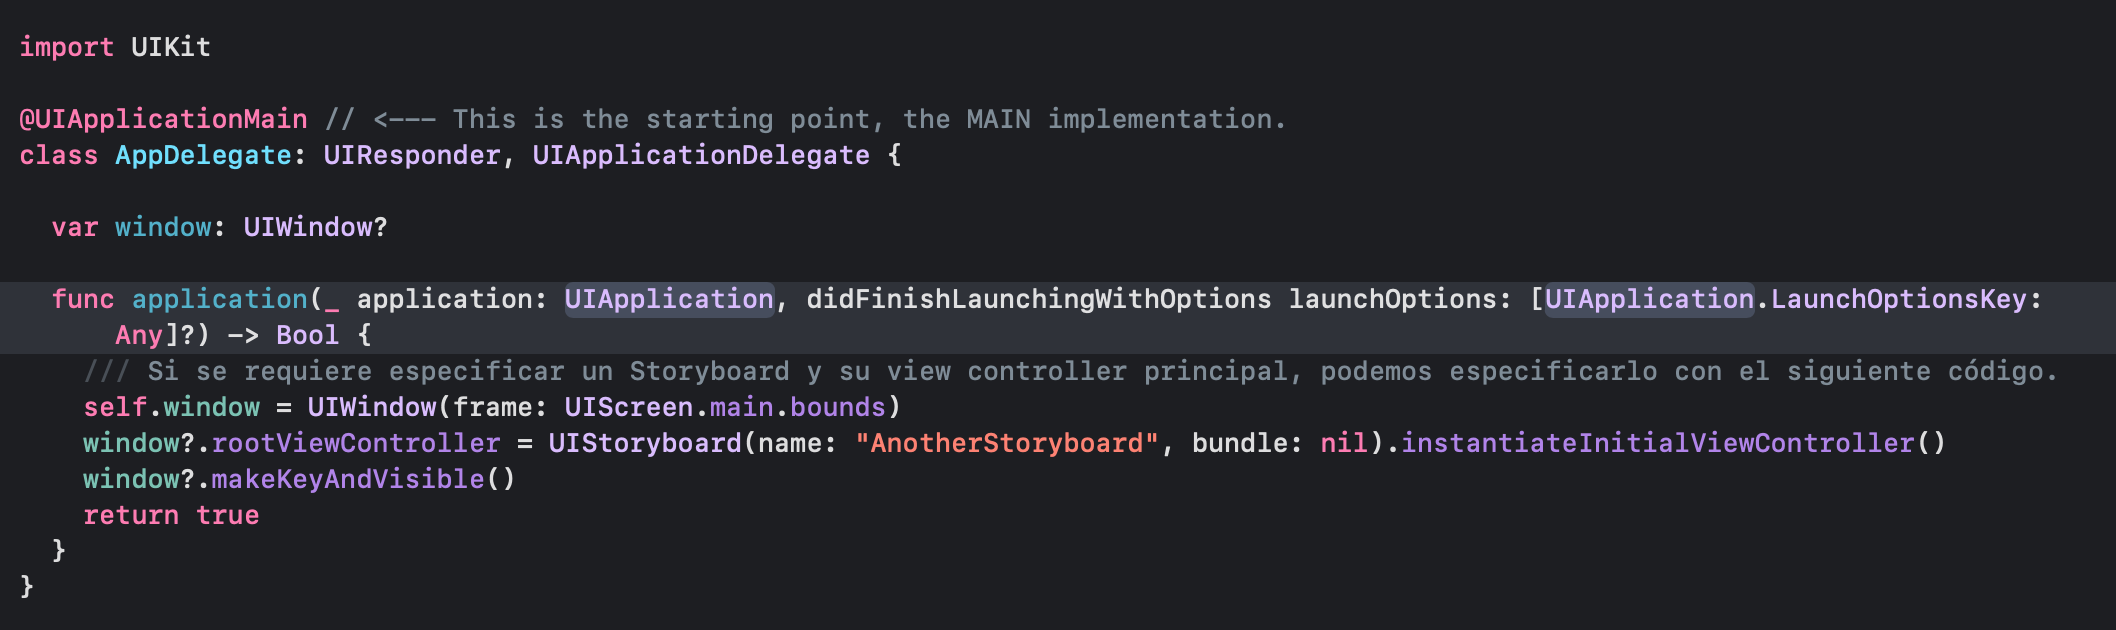 import UIKit
@UIApplicationMain // <--- This is the starting point, the MAIN implementation.
class AppDelegate: UIResponder, UIApplicationDelegate {
var window: UIWindow?
func application(_ application: UIApplication, didFinishLaunchingWithOptions launchOptions: [UIApplication.LaunchOptionsKey:
Any]?) -> Bool {
/// Si se requiere especificar un Storyboard y su view controller principal, podemos especificarlo con el siguiente código.
self.window = UIWindow(frame: UIScreen.main.bounds)
window?.rootViewController = UIStoryboard(name: "AnotherStoryboard", bundle: nil).instantiateInitialViewController()
window?.makeKeyAndVisible()
return true
}
}